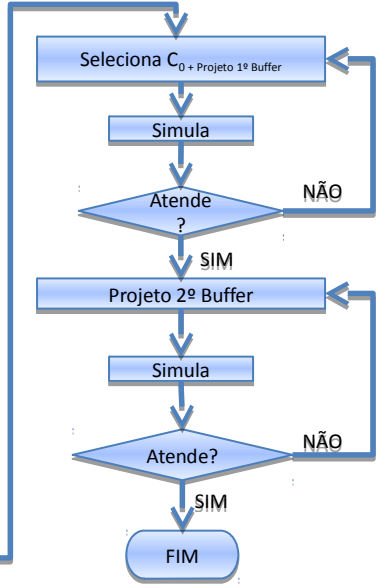 Seleciona C0 + Projeto 1º Buffer
Simula
Atende
?
NÃO
SIM
Projeto 2º Buffer
Simula
Atende?
NÃO
SIM
FIM